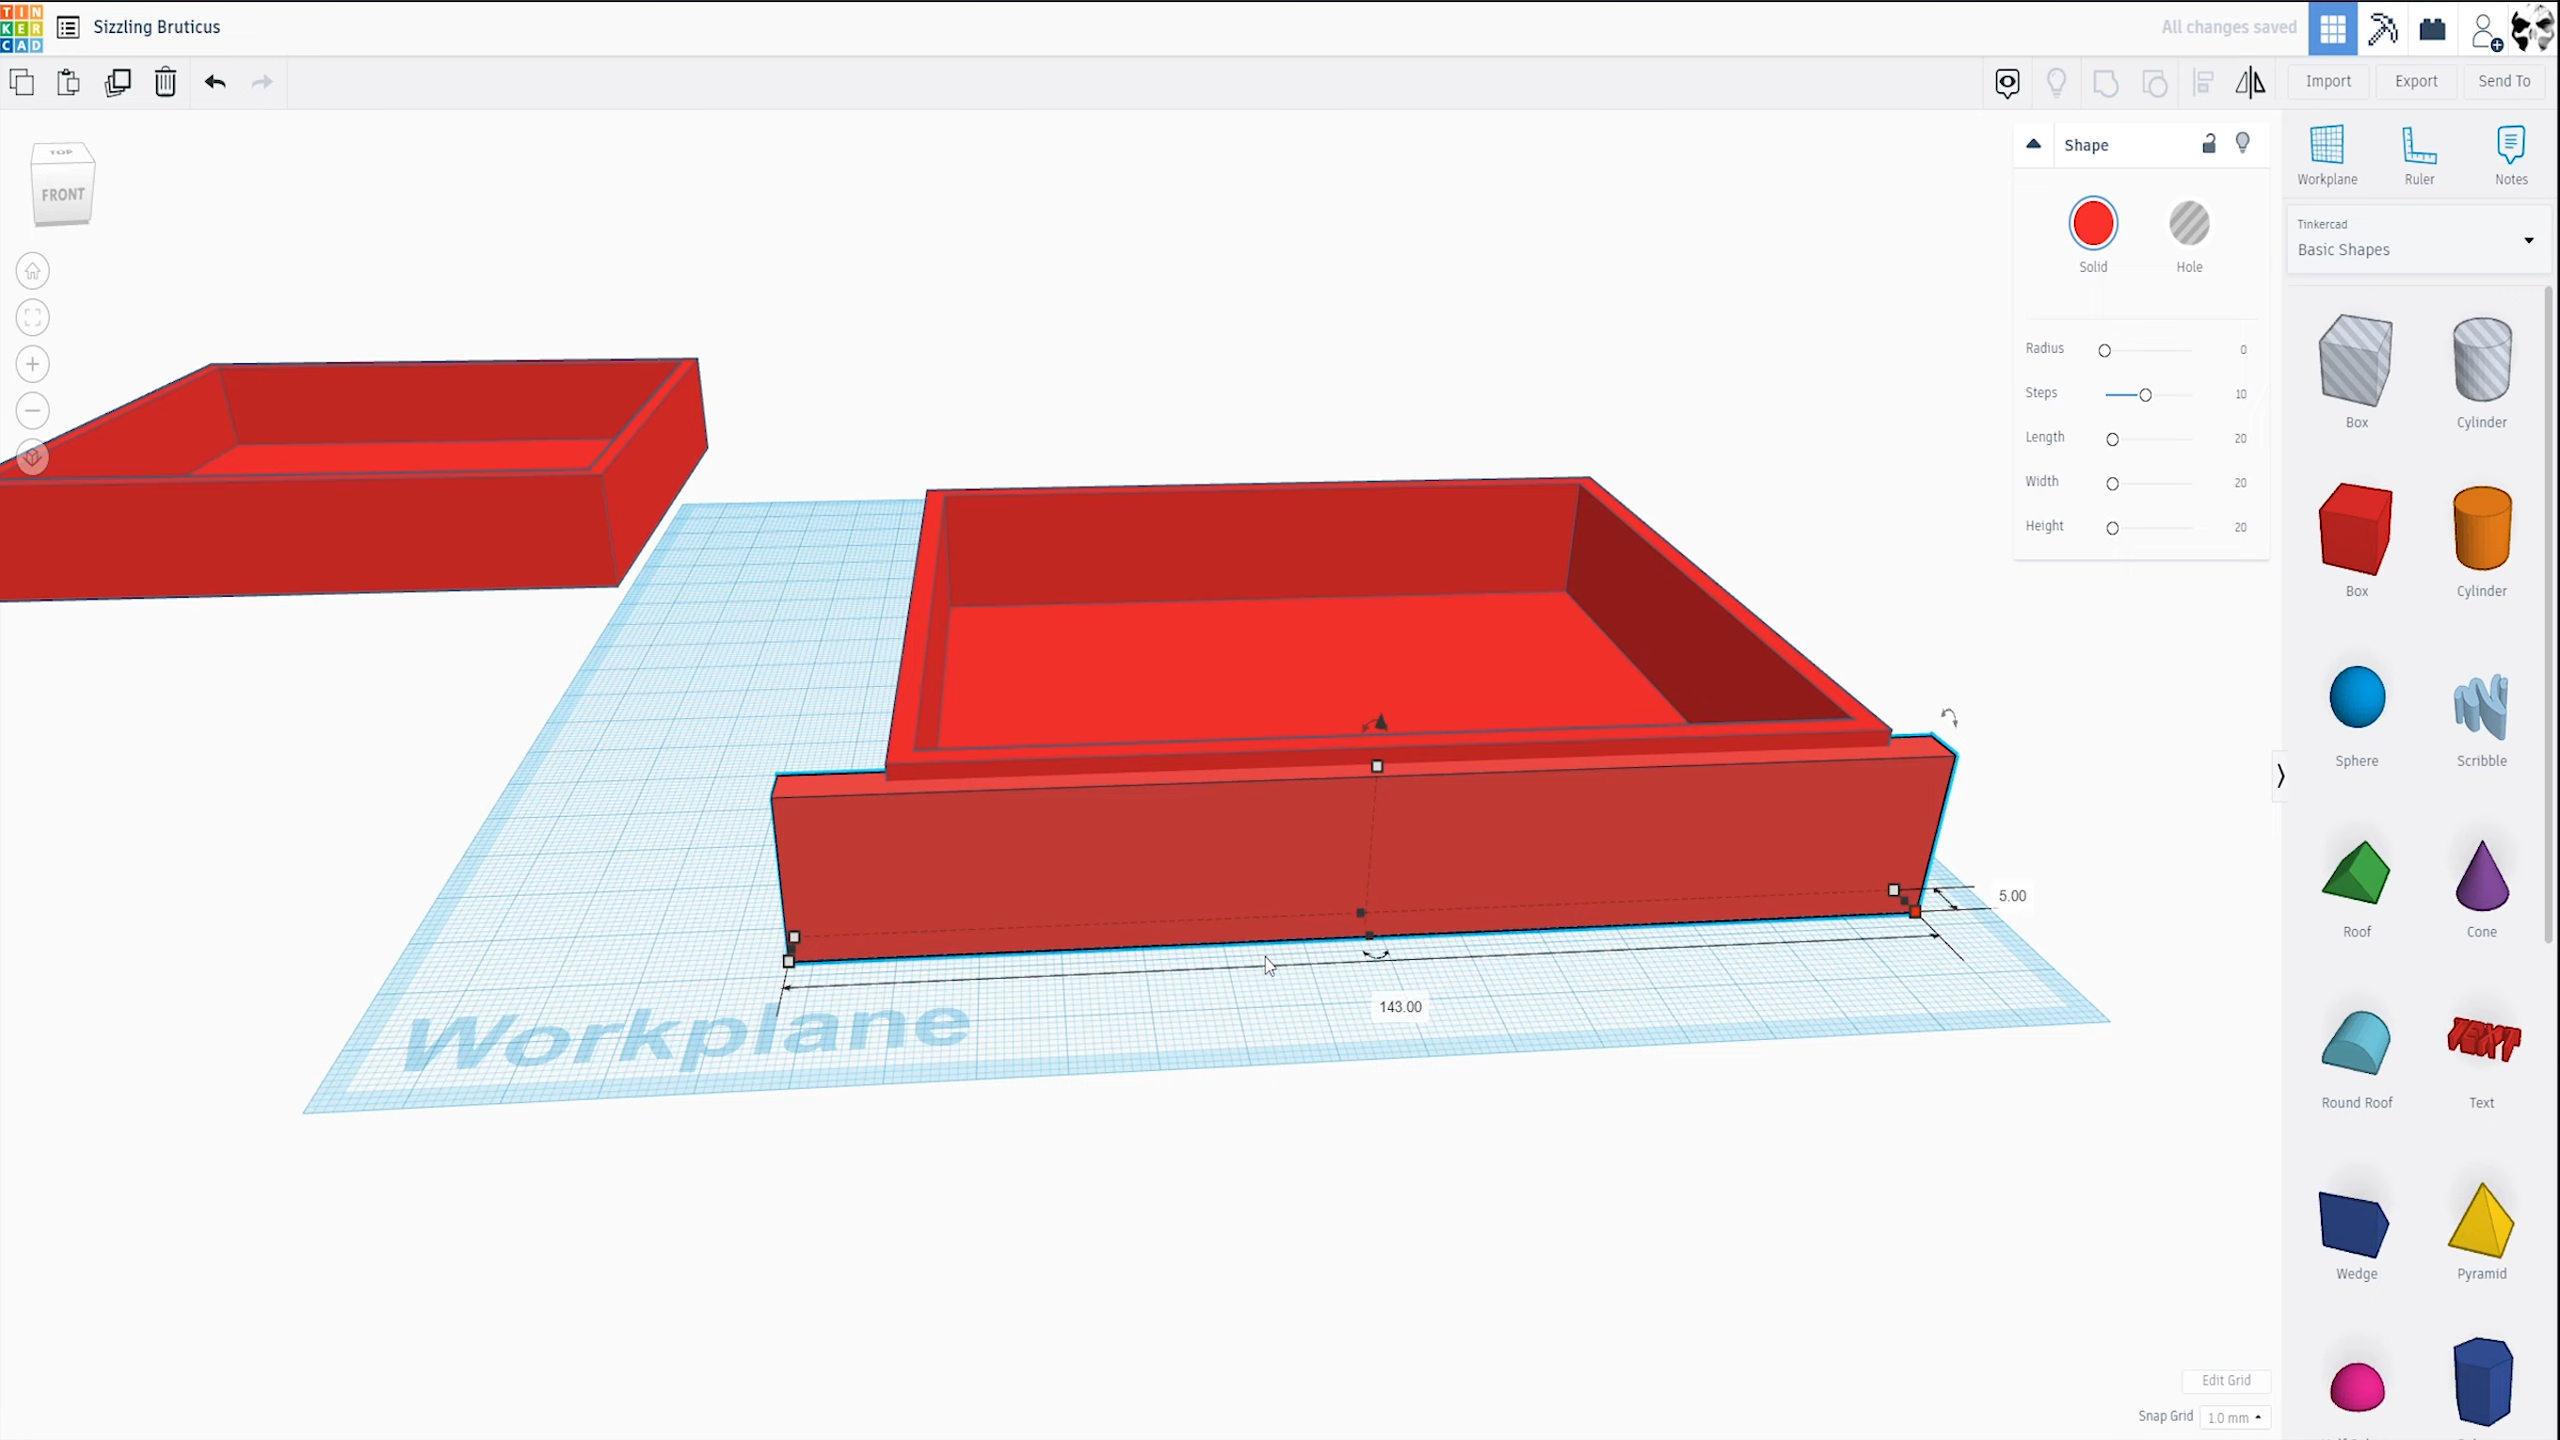 TIN
KER
CAD
Sizzling Bruticus
All changes saved
Import
Export
Send To
TOP
FRONT
Shape
Solid
Hole
Radius 0
Steps 10
Length 20
Width 20
Height 20
Workplane
Ruler
Notes
Tinkercad
Basic Shapes
Box
Cylinder
Box
Cylinder
Sphere
Scribble
Roof
Cone
Round Roof
TEXT
Text
Wedge
Pyramid
5.00
143.00
Workplane
Edit Grid
Snap Grid 1.0 mm